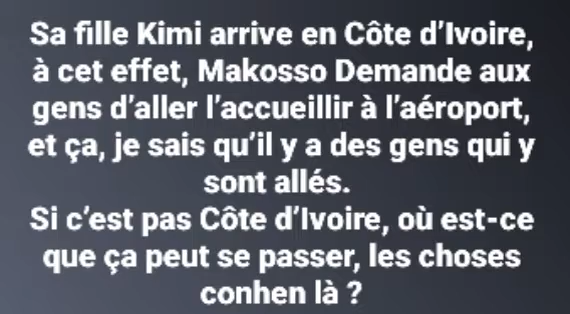 Sa fille Kimi arrive en Côte d'Ivoire,
à cet effet, Makosso Demande aux
gens d'aller l'accueillir à l'aéroport,
et ça, je sais qu'il y a des gens qui y
sont allés.
Si c'est pas Côte d'Ivoire, où est-ce
que ça peut se passer, les choses
conhen là ?